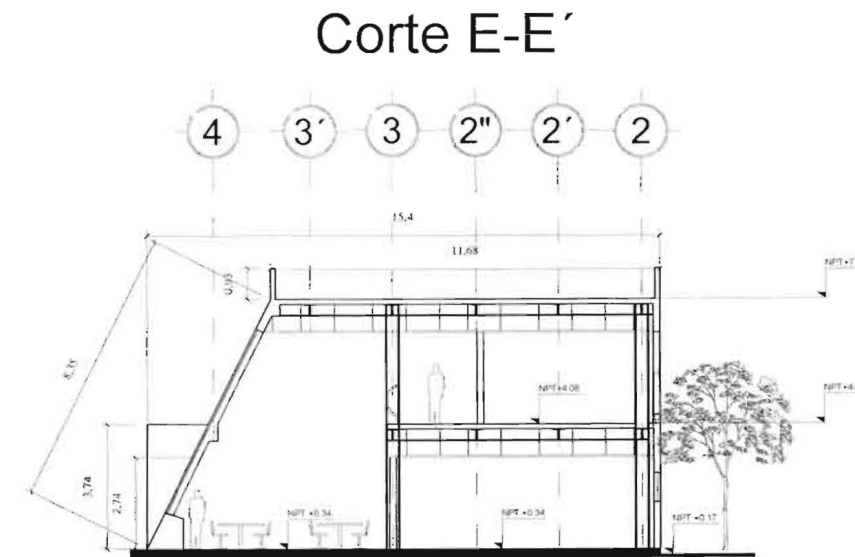 Corte E-E´
4 3´ 3 2" 2´ 2
15,4
11,68
0,93
8,35
3,74
2,74
NPT+4.08
NPT +0.34
NPT +0.34
NPT +0.17